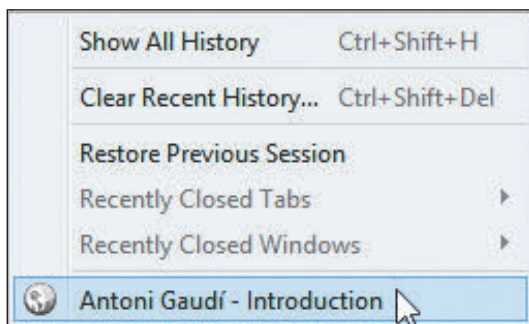 Show All History Ctrl+Shift+H
Clear Recent History... Ctrl+Shift+Del
Restore Previous Session
Recently Closed Tabs
Recently Closed Windows
Antoni Gaudí - Introduction